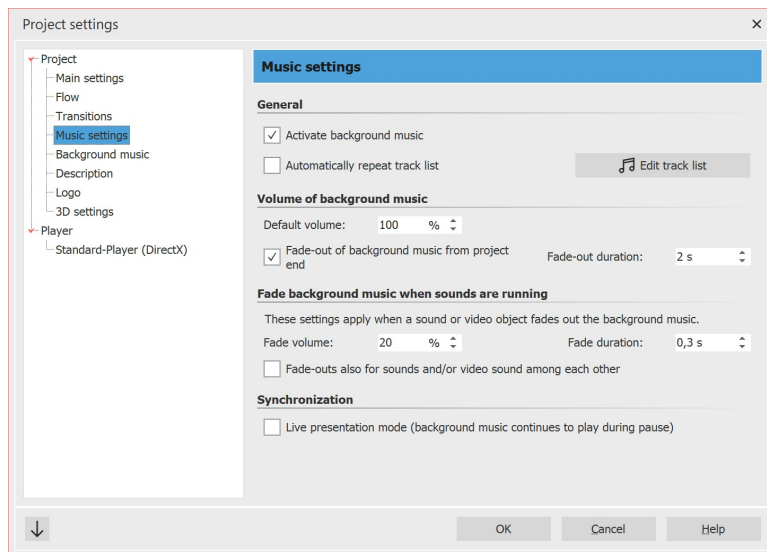 Project settings
Project
Main settings
Flow
Transitions
Music settings
Background music
Description
Logo
3D settings
Player
Standard-Player (DirectX)
Music settings
General
Activate background music
Automatically repeat track list
Edit track list
Volume of background music
Default volume: 100 %
Fade-out of background music from project
end
Fade-out duration: 2 s
Fade background music when sounds are running
These settings apply when a sound or video object fades out the background music.
Fade volume: 20 % Fade duration: 0,3 s
Fade-outs also for sounds and/or video sound among each other
Synchronization
Live presentation mode (background music continues to play during pause)
OK Cancel Help